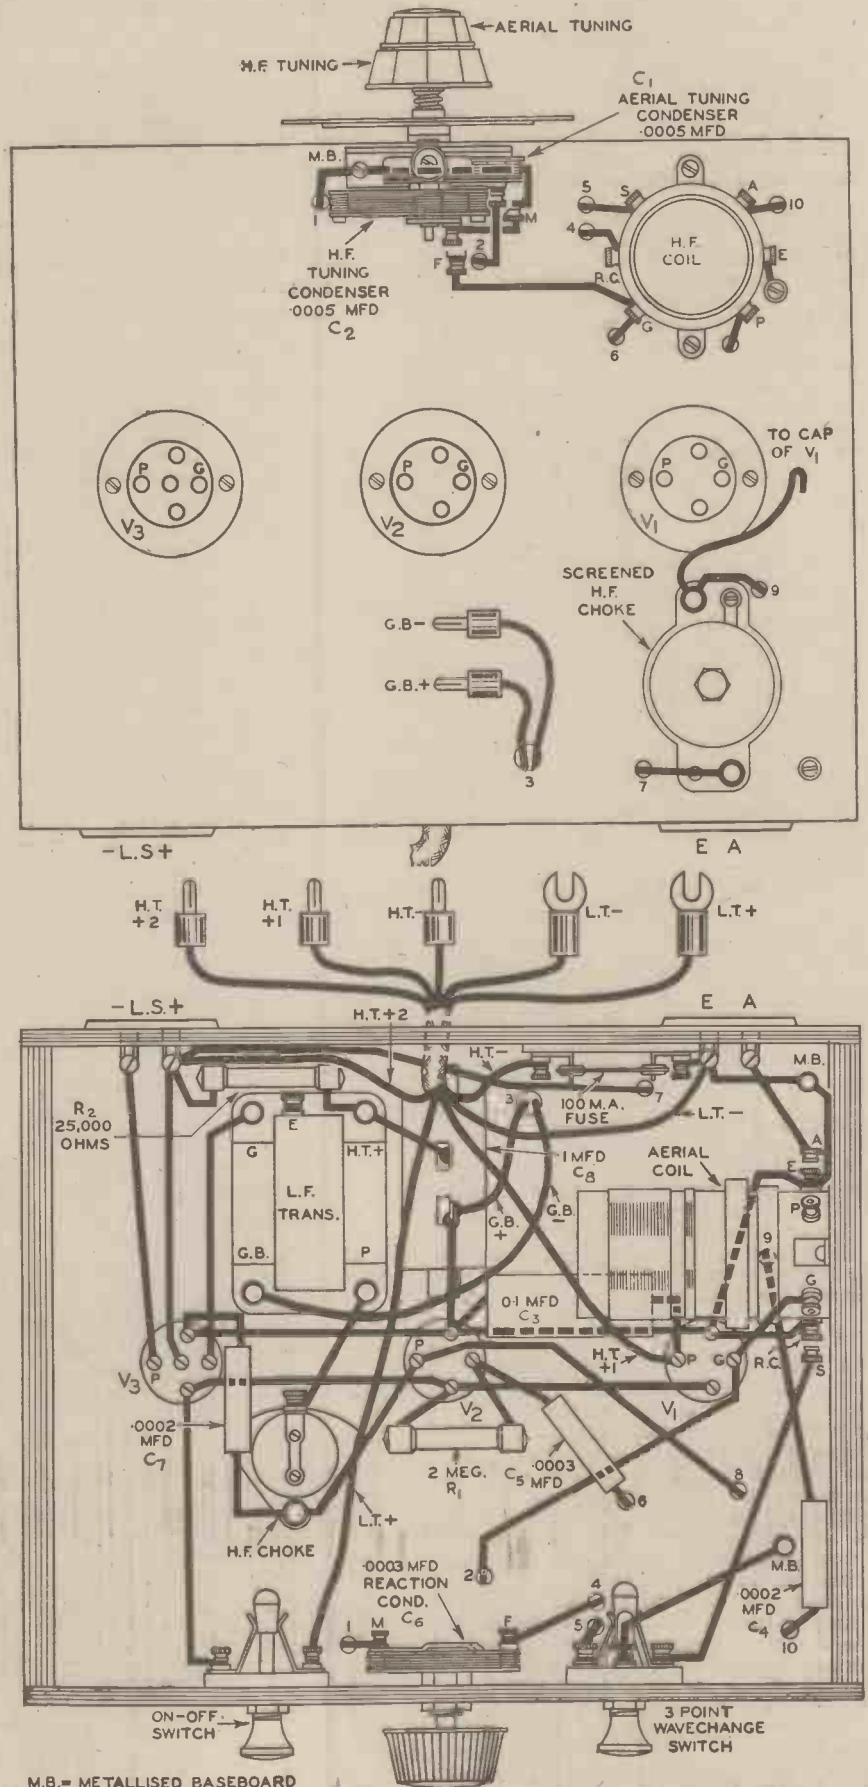 AERIAL TUNING
H.F. TUNING
C1
AERIAL TUNING
CONDENSER
.0005 MFD
M.B.
1
M
2
F
H.F.
TUNING
CONDENSER
.0005 MFD
C2
5
S
A
10
4
H.F.
COIL
R.C.
E
G
P
6
P
G
V3
P
G
V2
P
G
V1
TO CAP
OF V1
SCREENED
H.F.
CHOKE
9
G.B-
G.B.+
3
7
-L.S+
E A
H.T.
+2
H.T.
+1
H.T.-
L.T.-
L.T.+
-L.S.+
H.T.+2
E A
H.T.-
M.B.
R2
25,000
OHMS
E
G
H.T.+
L.F.
TRANS.
G.B.
P
3
7
100 M.A.
FUSE
L.T.-
1 MFD
C8
AERIAL
COIL
A
E
P
G.B.
+
G.B.
-
9
G
0.1 MFD
C3
H.T.
+1
P
G
R.C.
S
V3
P
G
P
V2
V1
.0002
MFD
C7
2 MEG.
R1
C5
.0003
MFD
6
8
H.F. CHOKE
L.T.+
2
M.B.
.0003 MFD
REACTION
COND.
C6
4
5
1
M
F
.0002
MFD
C4
10
ON-OFF
SWITCH
3 POINT
WAVECHANGE
SWITCH
M.B.= METALLISED BASEBOARD